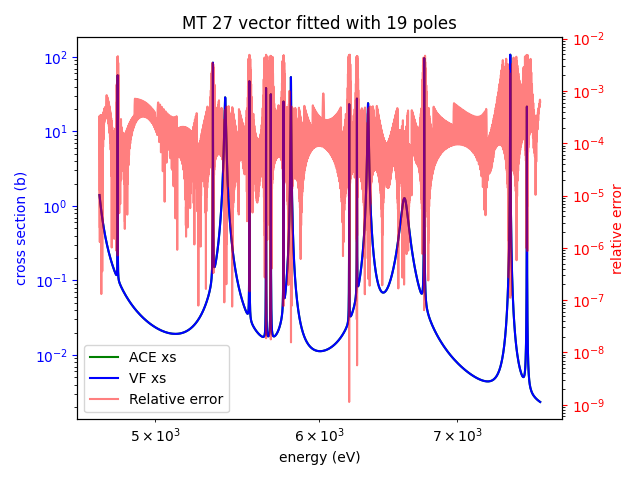 MT 27 vector fitted with 19 poles
10²
10¹
10⁰
10⁻¹
10⁻²
cross section (b)
10⁻²
10⁻³
10⁻⁴
10⁻⁵
10⁻⁶
10⁻⁷
10⁻⁸
10⁻⁹
relative error
ACE xs
VF xs
Relative error
5 × 10³
6 × 10³
7 × 10³
energy (eV)